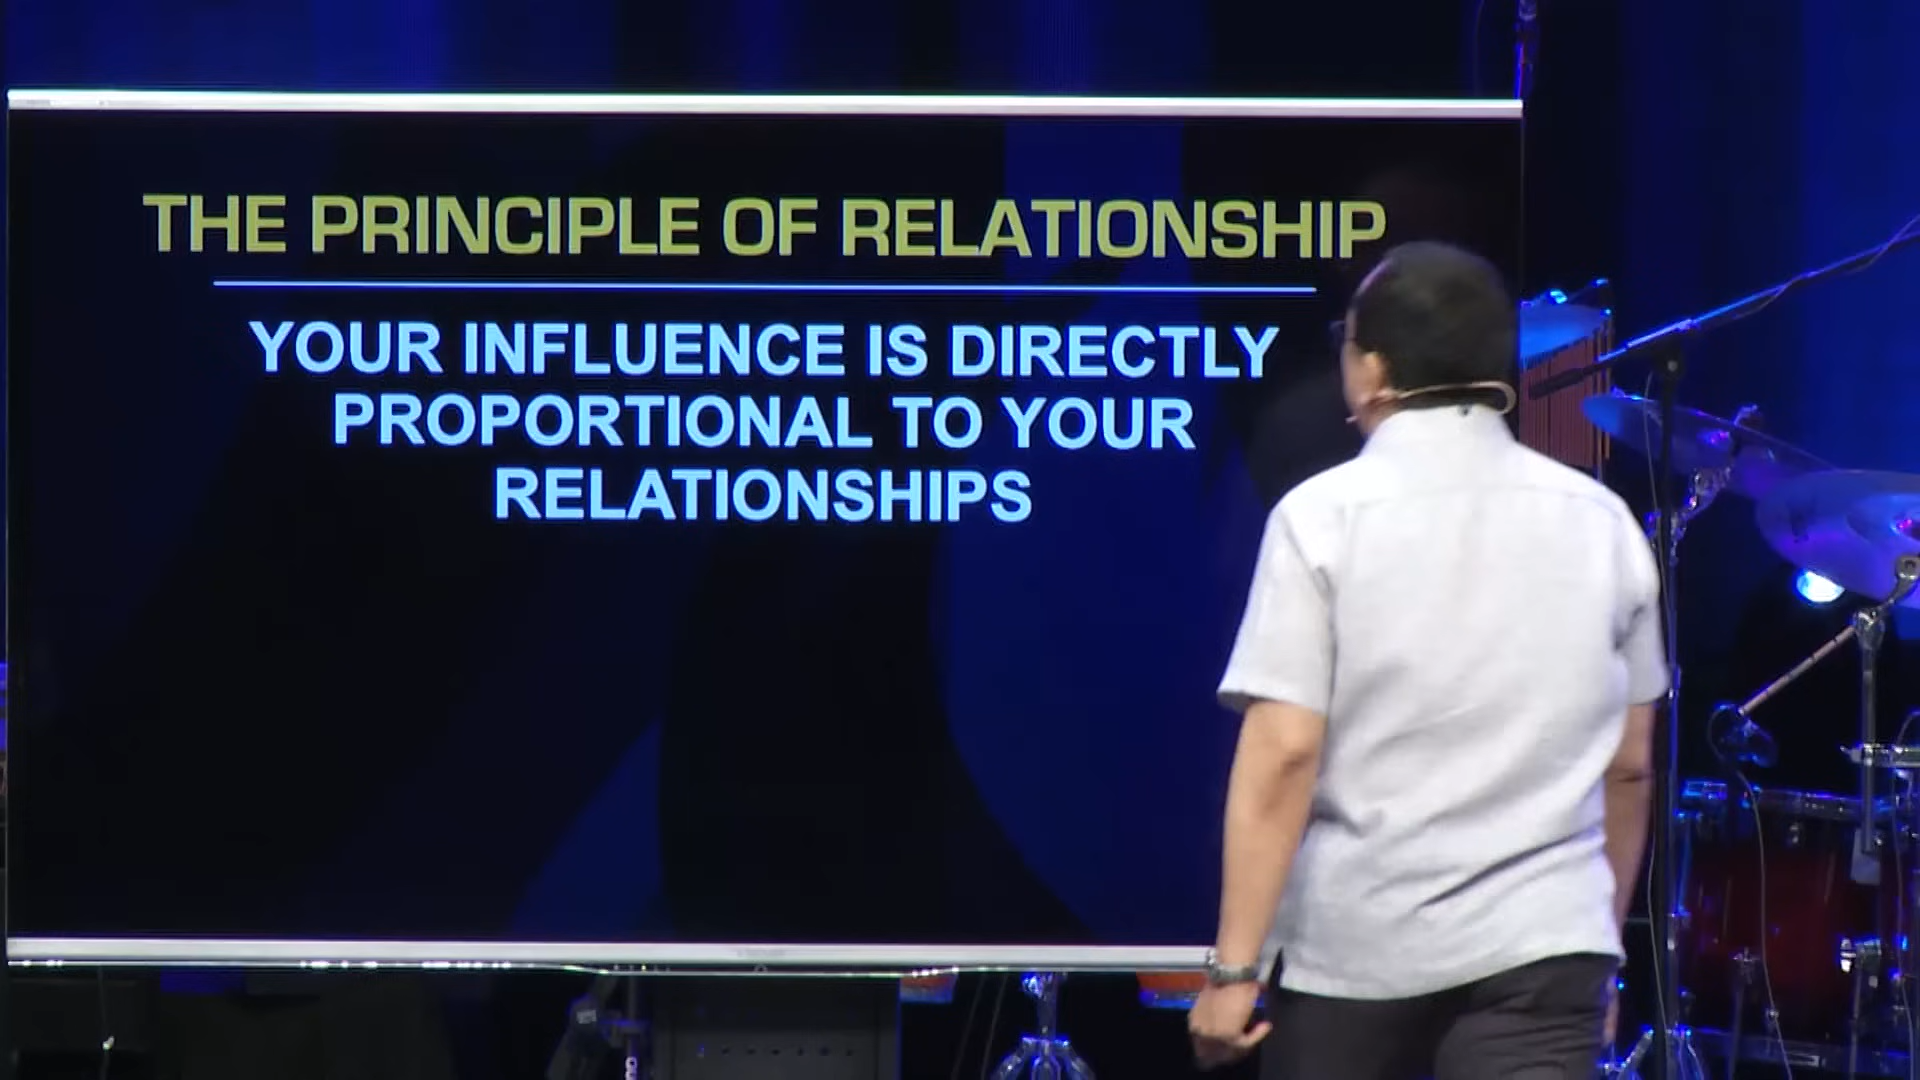 THE PRINCIPLE OF RELATIONSHIP
YOUR INFLUENCE IS DIRECTLY
PROPORTIONAL TO YOUR
RELATIONSHIPS